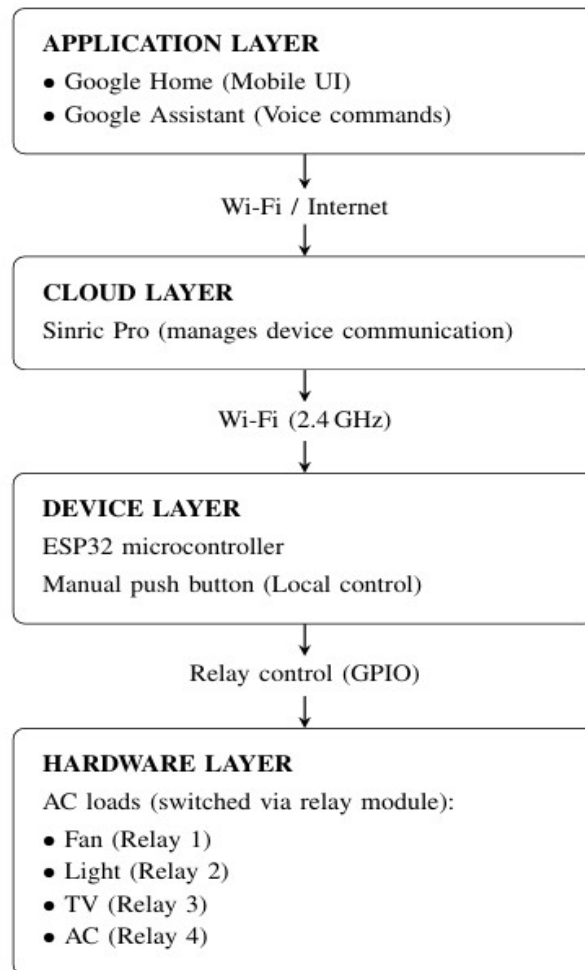 APPLICATION LAYER
• Google Home (Mobile UI)
• Google Assistant (Voice commands)
Wi-Fi / Internet
CLOUD LAYER
Sinric Pro (manages device communication)
Wi-Fi (2.4 GHz)
DEVICE LAYER
ESP32 microcontroller
Manual push button (Local control)
Relay control (GPIO)
HARDWARE LAYER
AC loads (switched via relay module):
• Fan (Relay 1)
• Light (Relay 2)
• TV (Relay 3)
• AC (Relay 4)